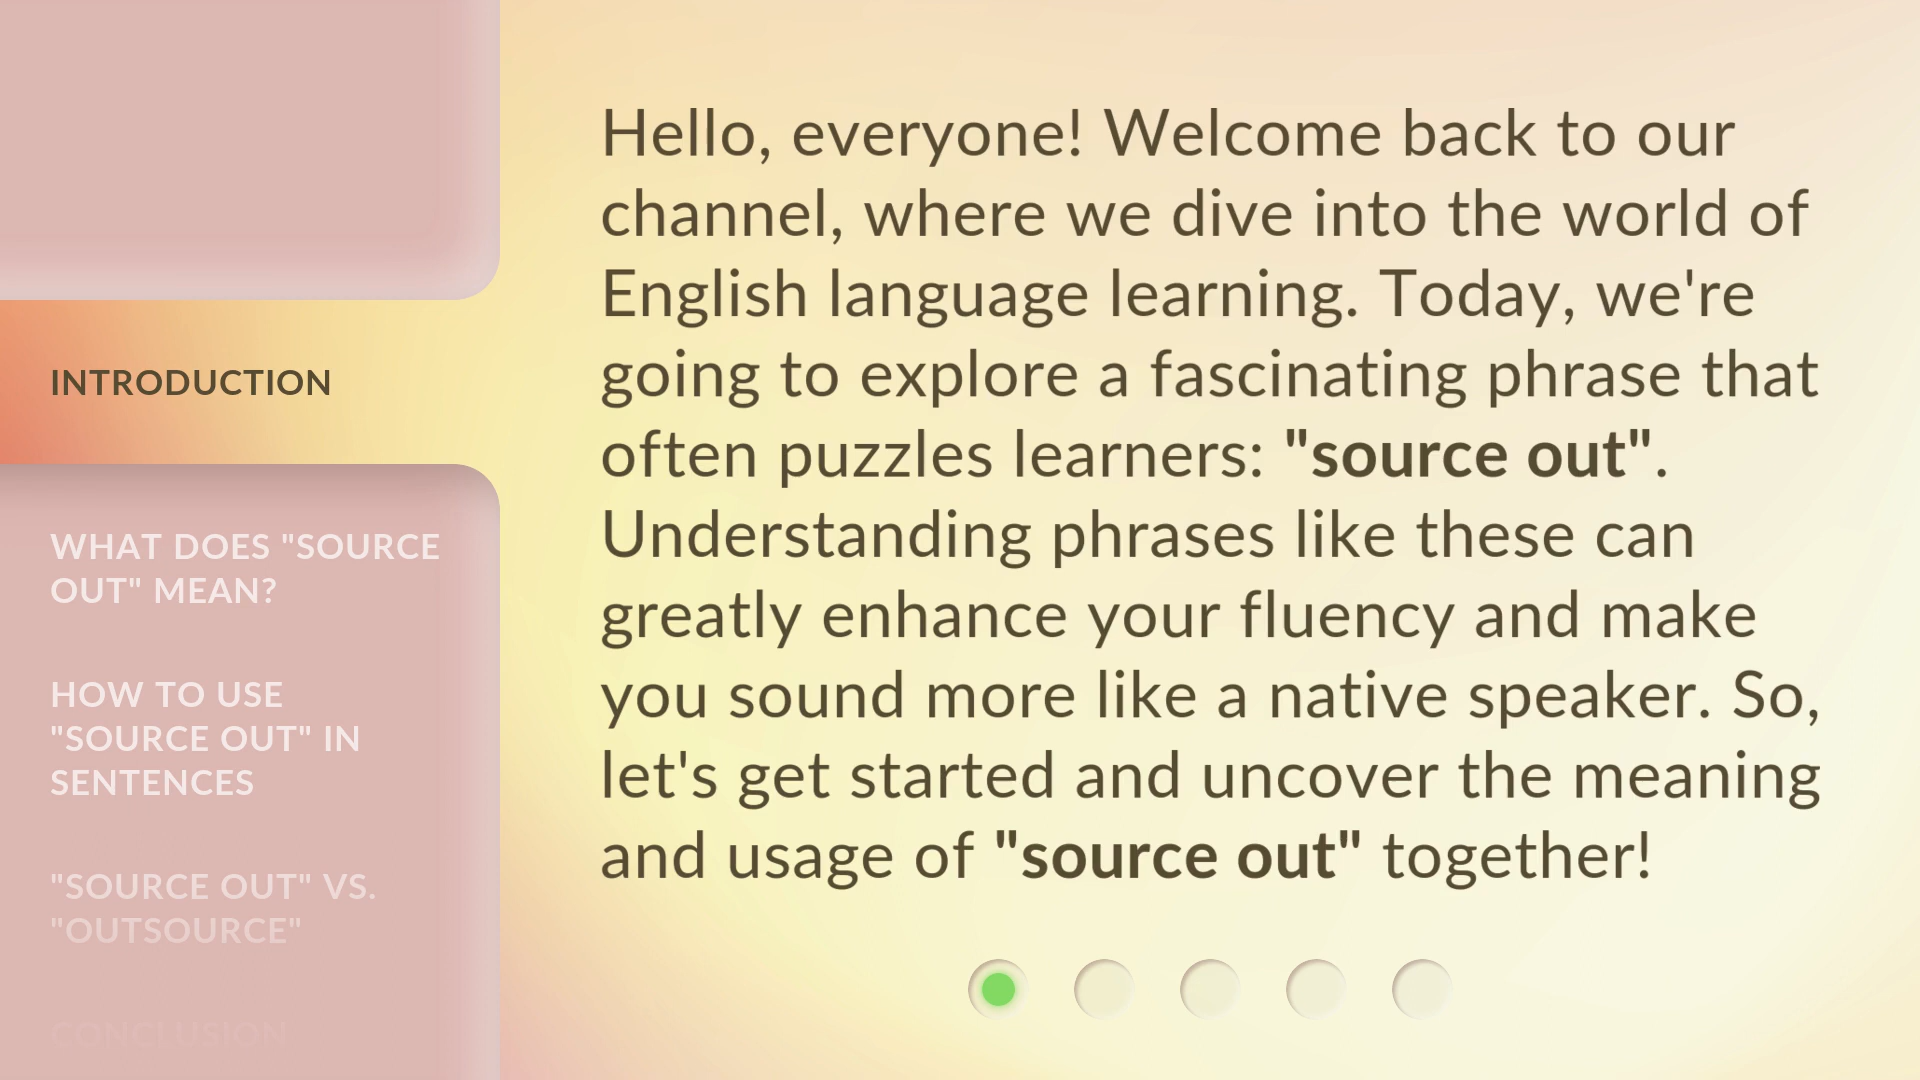 INTRODUCTION
WHAT DOES "SOURCE
OUT" MEAN?
HOW TO USE
"SOURCE OUT" IN
SENTENCES
"SOURCE OUT" VS.
"OUTSOURCE"
CONCLUSION
Hello, everyone! Welcome back to our
channel, where we dive into the world of
English language learning. Today, we're
going to explore a fascinating phrase that
often puzzles learners: "source out".
Understanding phrases like these can
greatly enhance your fluency and make
you sound more like a native speaker. So,
let's get started and uncover the meaning
and usage of "source out" together!